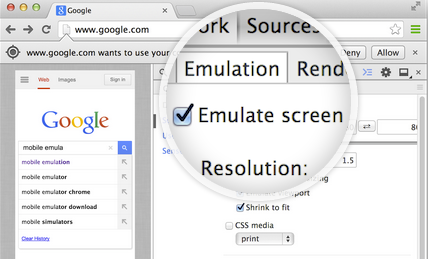 Google
www.google.com
www.google.com wants to use your
Deny
Allow
Web
Images
Sign in
Google
mobile emula
mobile emulation
mobile emulator
mobile emulator chrome
mobile emulator download
mobile simulators
Clear History
Sources
Emulation
Rend
Emulate screen
Resolution:
1.5
Shrink to fit
CSS media
print